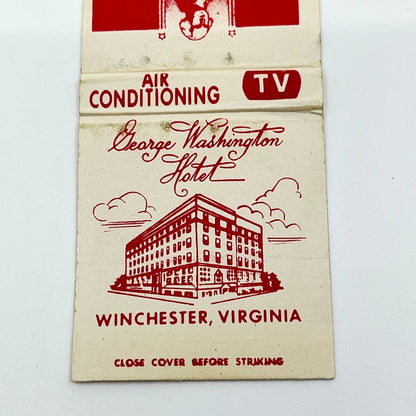 AIR
CONDITIONING
TV
George Washington
Hotel
WINCHESTER, VIRGINIA
CLOSE COVER BEFORE STRIKING